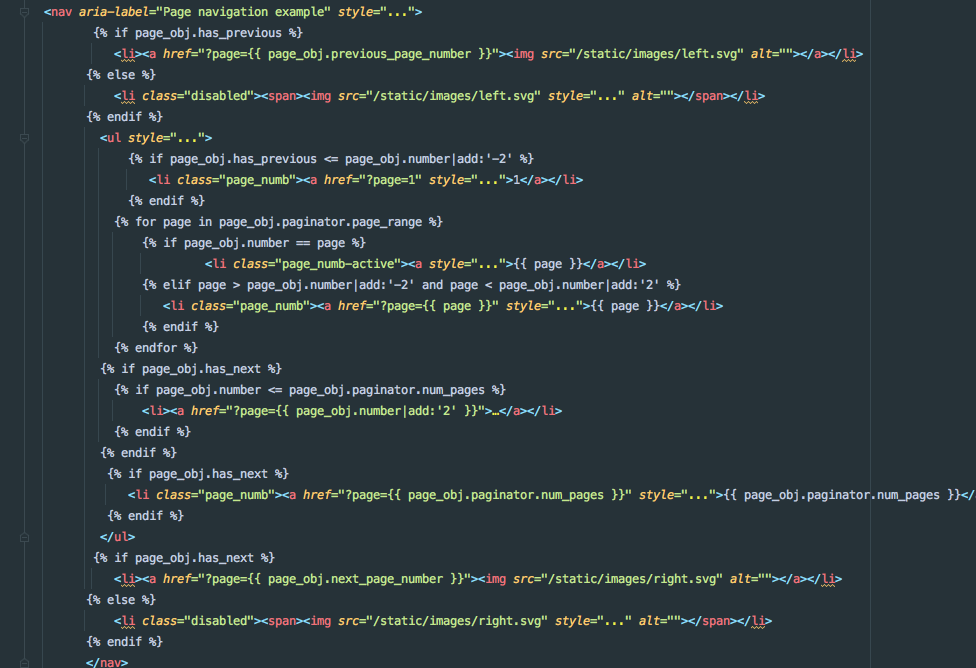 <nav aria-label="Page navigation example" style="...">
{% if page_obj.has_previous %}
<li><a href="?page={{ page_obj.previous_page_number }}"><img src="/static/images/left.svg" alt=""></a></li>
{% else %}
<li class="disabled"><span><img src="/static/images/left.svg" style="..." alt=""></span></li>
{% endif %}
<ul style="...">
{% if page_obj.has_previous <= page_obj.number|add:'-2' %}
<li class="page_numb"><a href="?page=1" style="...">1</a></li>
{% endif %}
{% for page in page_obj.paginator.page_range %}
{% if page_obj.number == page %}
<li class="page_numb-active"><a style="...">{{ page }}</a></li>
{% elif page > page_obj.number|add:'-2' and page < page_obj.number|add:'2' %}
<li class="page_numb"><a href="?page={{ page }}" style="...">{{ page }}</a></li>
{% endif %}
{% endfor %}
{% if page_obj.has_next %}
{% if page_obj.number <= page_obj.paginator.num_pages %}
<li><a href="?page={{ page_obj.number|add:'2' }}">…</a></li>
{% endif %}
{% endif %}
{% if page_obj.has_next %}
<li class="page_numb"><a href="?page={{ page_obj.paginator.num_pages }}" style="...">{{ page_obj.paginator.num_pages }}</
{% endif %}
</ul>
{% if page_obj.has_next %}
<li><a href="?page={{ page_obj.next_page_number }}"><img src="/static/images/right.svg" alt=""></a></li>
{% else %}
<li class="disabled"><span><img src="/static/images/right.svg" style="..." alt=""></span></li>
{% endif %}
</nav>